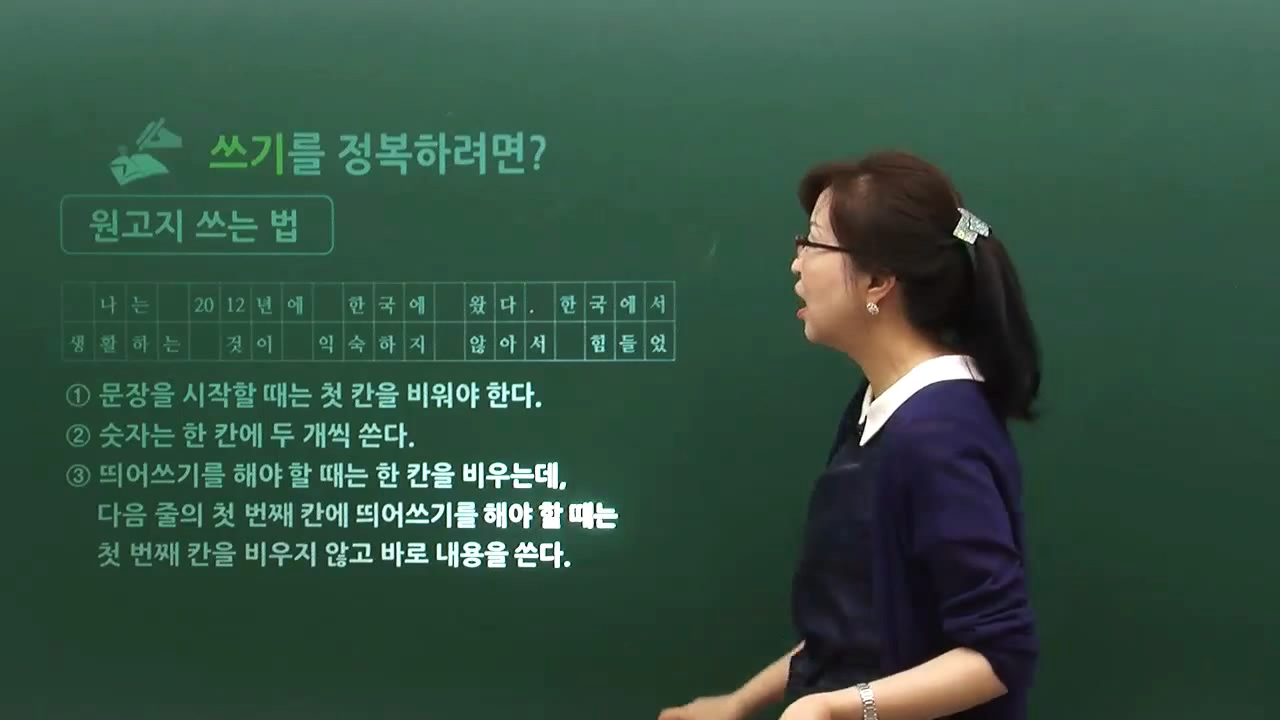 쓰기를 정복하려면?
원고지 쓰는 법
나는 2012년에 한국에 왔다. 한국에서
생활하는 것이 익숙하지 않아서 힘들었
① 문장을 시작할 때는 첫 칸을 비워야 한다.
② 숫자는 한 칸에 두 개씩 쓴다.
③ 띄어쓰기를 해야 할 때는 한 칸을 비우는데,
다음 줄의 첫 번째 칸에 띄어쓰기를 해야 할 때는
첫 번째 칸을 비우지 않고 바로 내용을 쓴다.